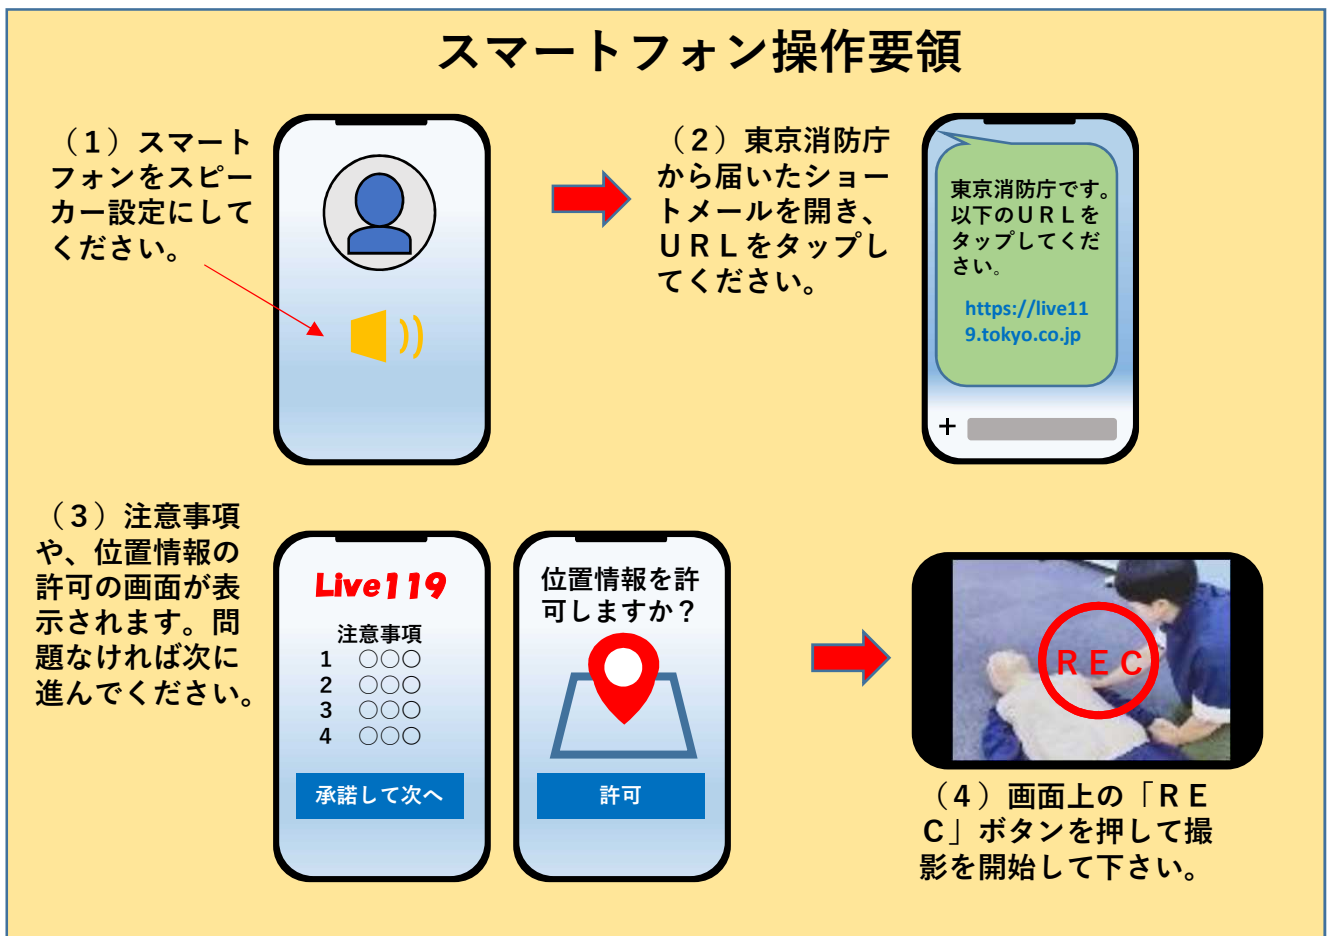 スマートフォン操作要領
（１）スマート
フォンをスピー
カー設定にして
ください。
（２）東京消防庁
から届いたショー
トメールを開き、
ＵＲＬをタップし
てください。
東京消防庁です。
以下のＵＲＬを
タップしてくだ
さい。
https://live11
9.tokyo.co.jp
+
（３）注意事項
や、位置情報の
許可の画面が表
示されます。問
題なければ次に
進んでください。
Live119
注意事項
1 〇〇〇
2 〇〇〇
3 〇〇〇
4 〇〇〇
承諾して次へ
位置情報を許
可しますか？
許可
ＲＥＣ
（４）画面上の「ＲＥ
Ｃ」ボタンを押して撮
影を開始して下さい。